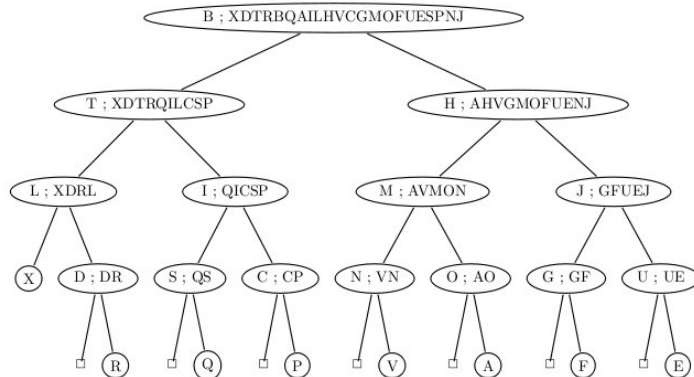 B ; XDTRBQAILHVCGMOFUESPNJ
T ; XDTRQILCSP H ; AHVGMOFUENJ
L ; XDRL I ; QICSP M ; AVMON J ; GFUEJ
X D ; DR S ; QS C ; CP N ; VN O ; AO G ; GF U ; UE
R Q P V A F E